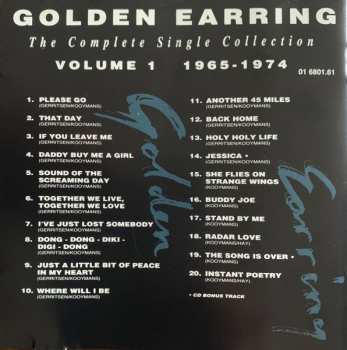 GOLDEN EARRING
The Complete Single Collection
VOLUME 1 1965-1974
01 6801.61
1. PLEASE GO
(GERRITSEN/KOOYMANS)
2. THAT DAY
(GERRITSEN/KOOYMANS)
3. IF YOU LEAVE ME
(GERRITSEN/KOOYMANS)
4. DADDY BUY ME A GIRL
(GERRITSEN/KOOYMANS)
5. SOUND OF THE
SCREAMING DAY
(GERRITSEN/KOOYMANS)
6. TOGETHER WE LIVE,
TOGETHER WE LOVE
(KOOYMANS)
7. I'VE JUST LOST SOMEBODY
(GERRITSEN/KOOYMANS)
8. DONG - DONG - DIKI -
DIGI - DONG
(KOOYMANS)
9. JUST A LITTLE BIT OF PEACE
IN MY HEART
(GERRITSEN/KOOYMANS)
10. WHERE WILL I BE
(GERRITSEN/KOOYMANS)
11. ANOTHER 45 MILES
(GERRITSEN/KOOYMANS)
12. BACK HOME
(GERRITSEN/KOOYMANS)
13. HOLY HOLY LIFE
(GERRITSEN/KOOYMANS)
14. JESSICA •
(GERRITSEN/KOOYMANS)
15. SHE FLIES ON
STRANGE WINGS
(KOOYMANS)
16. BUDDY JOE
(KOOYMANS)
17. STAND BY ME
(KOOYMANS)
18. RADAR LOVE
(KOOYMANS/HAY)
19. THE SONG IS OVER •
(KOOYMANS)
20. INSTANT POETRY
(KOOYMANS/HAY)
• CD BONUS TRACK
Golden
Earring